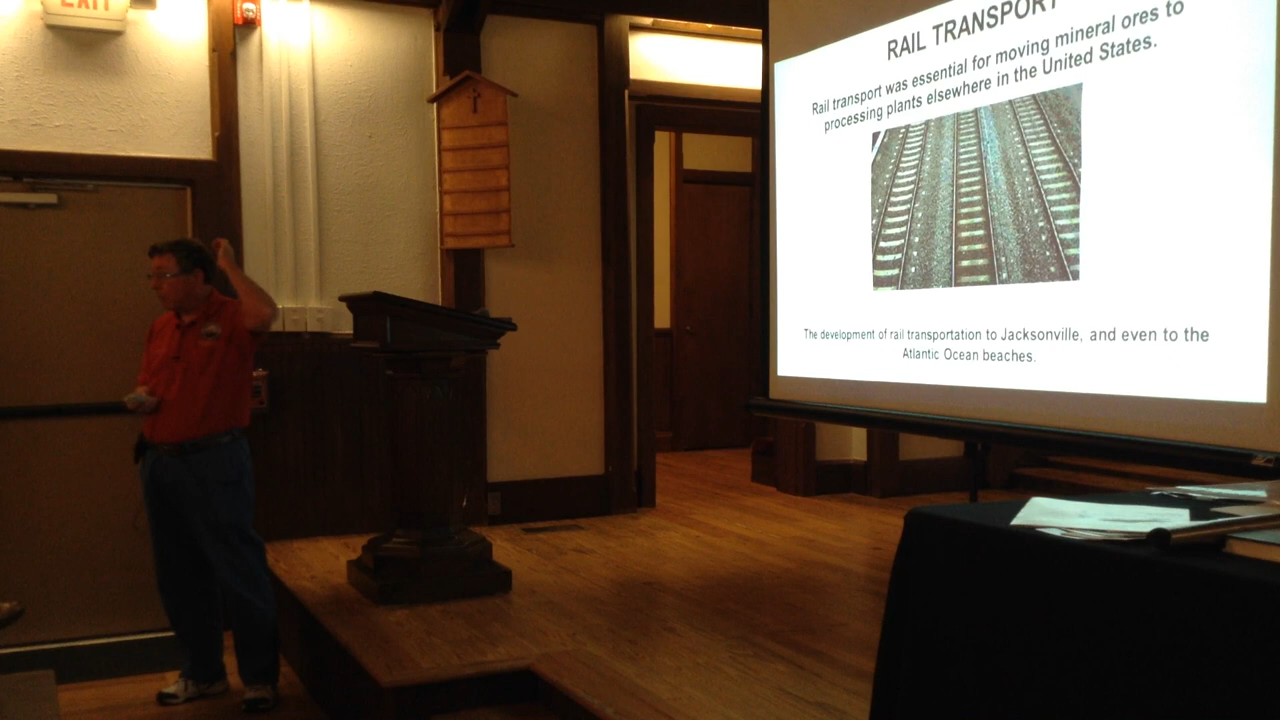 EXIT
RAIL TRANSPORT
Rail transport was essential for moving mineral ores to
processing plants elsewhere in the United States.
The development of rail transportation to Jacksonville, and even to the
Atlantic Ocean beaches.